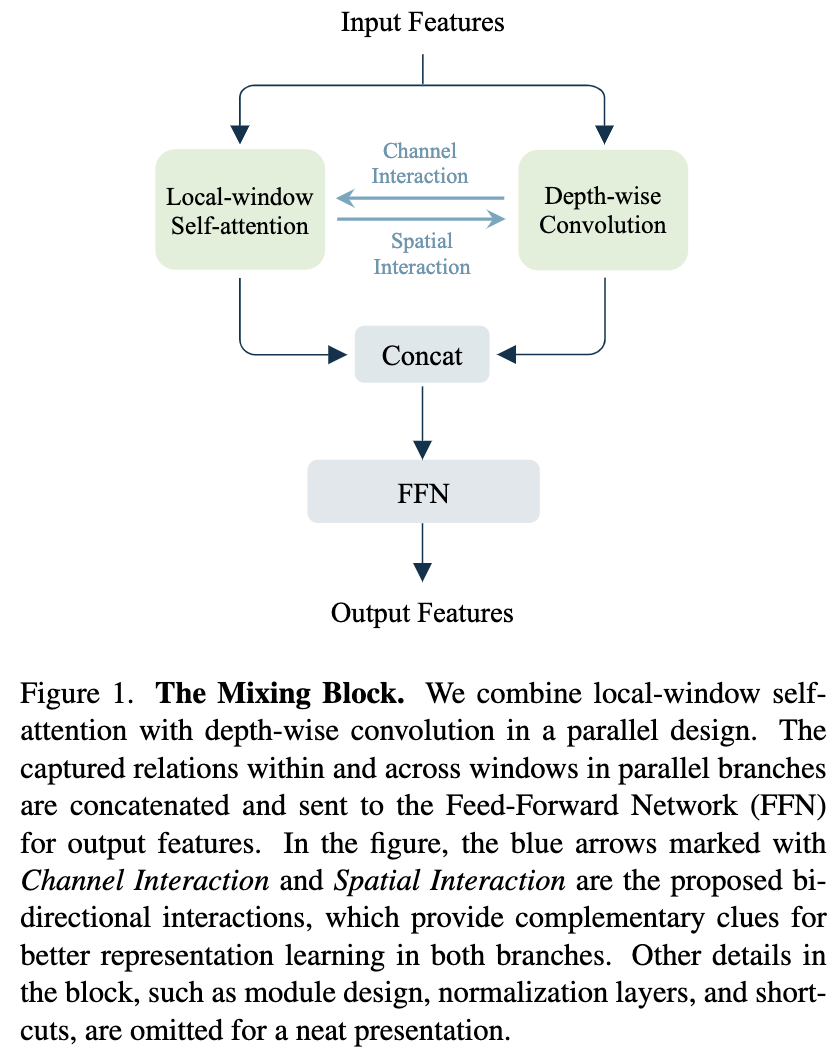 Input Features
Channel
Interaction
Local-window
Self-attention
Depth-wise
Convolution
Spatial
Interaction
Concat
FFN
Output Features
Figure 1. The Mixing Block. We combine local-window self-
attention with depth-wise convolution in a parallel design. The
captured relations within and across windows in parallel branches
are concatenated and sent to the Feed-Forward Network (FFN)
for output features. In the figure, the blue arrows marked with
Channel Interaction and Spatial Interaction are the proposed bi-
directional interactions, which provide complementary clues for
better representation learning in both branches. Other details in
the block, such as module design, normalization layers, and short-
cuts, are omitted for a neat presentation.